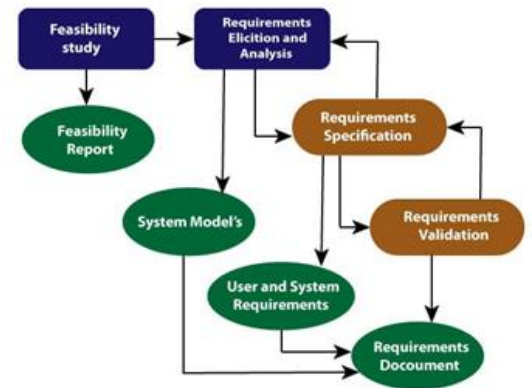 Feasibility
study
Requirements
Elicition and
Analysis
Feasibility
Report
Requirements
Specification
System Model's
Requirements
Validation
User and System
Requirements
Requirements
Docoument